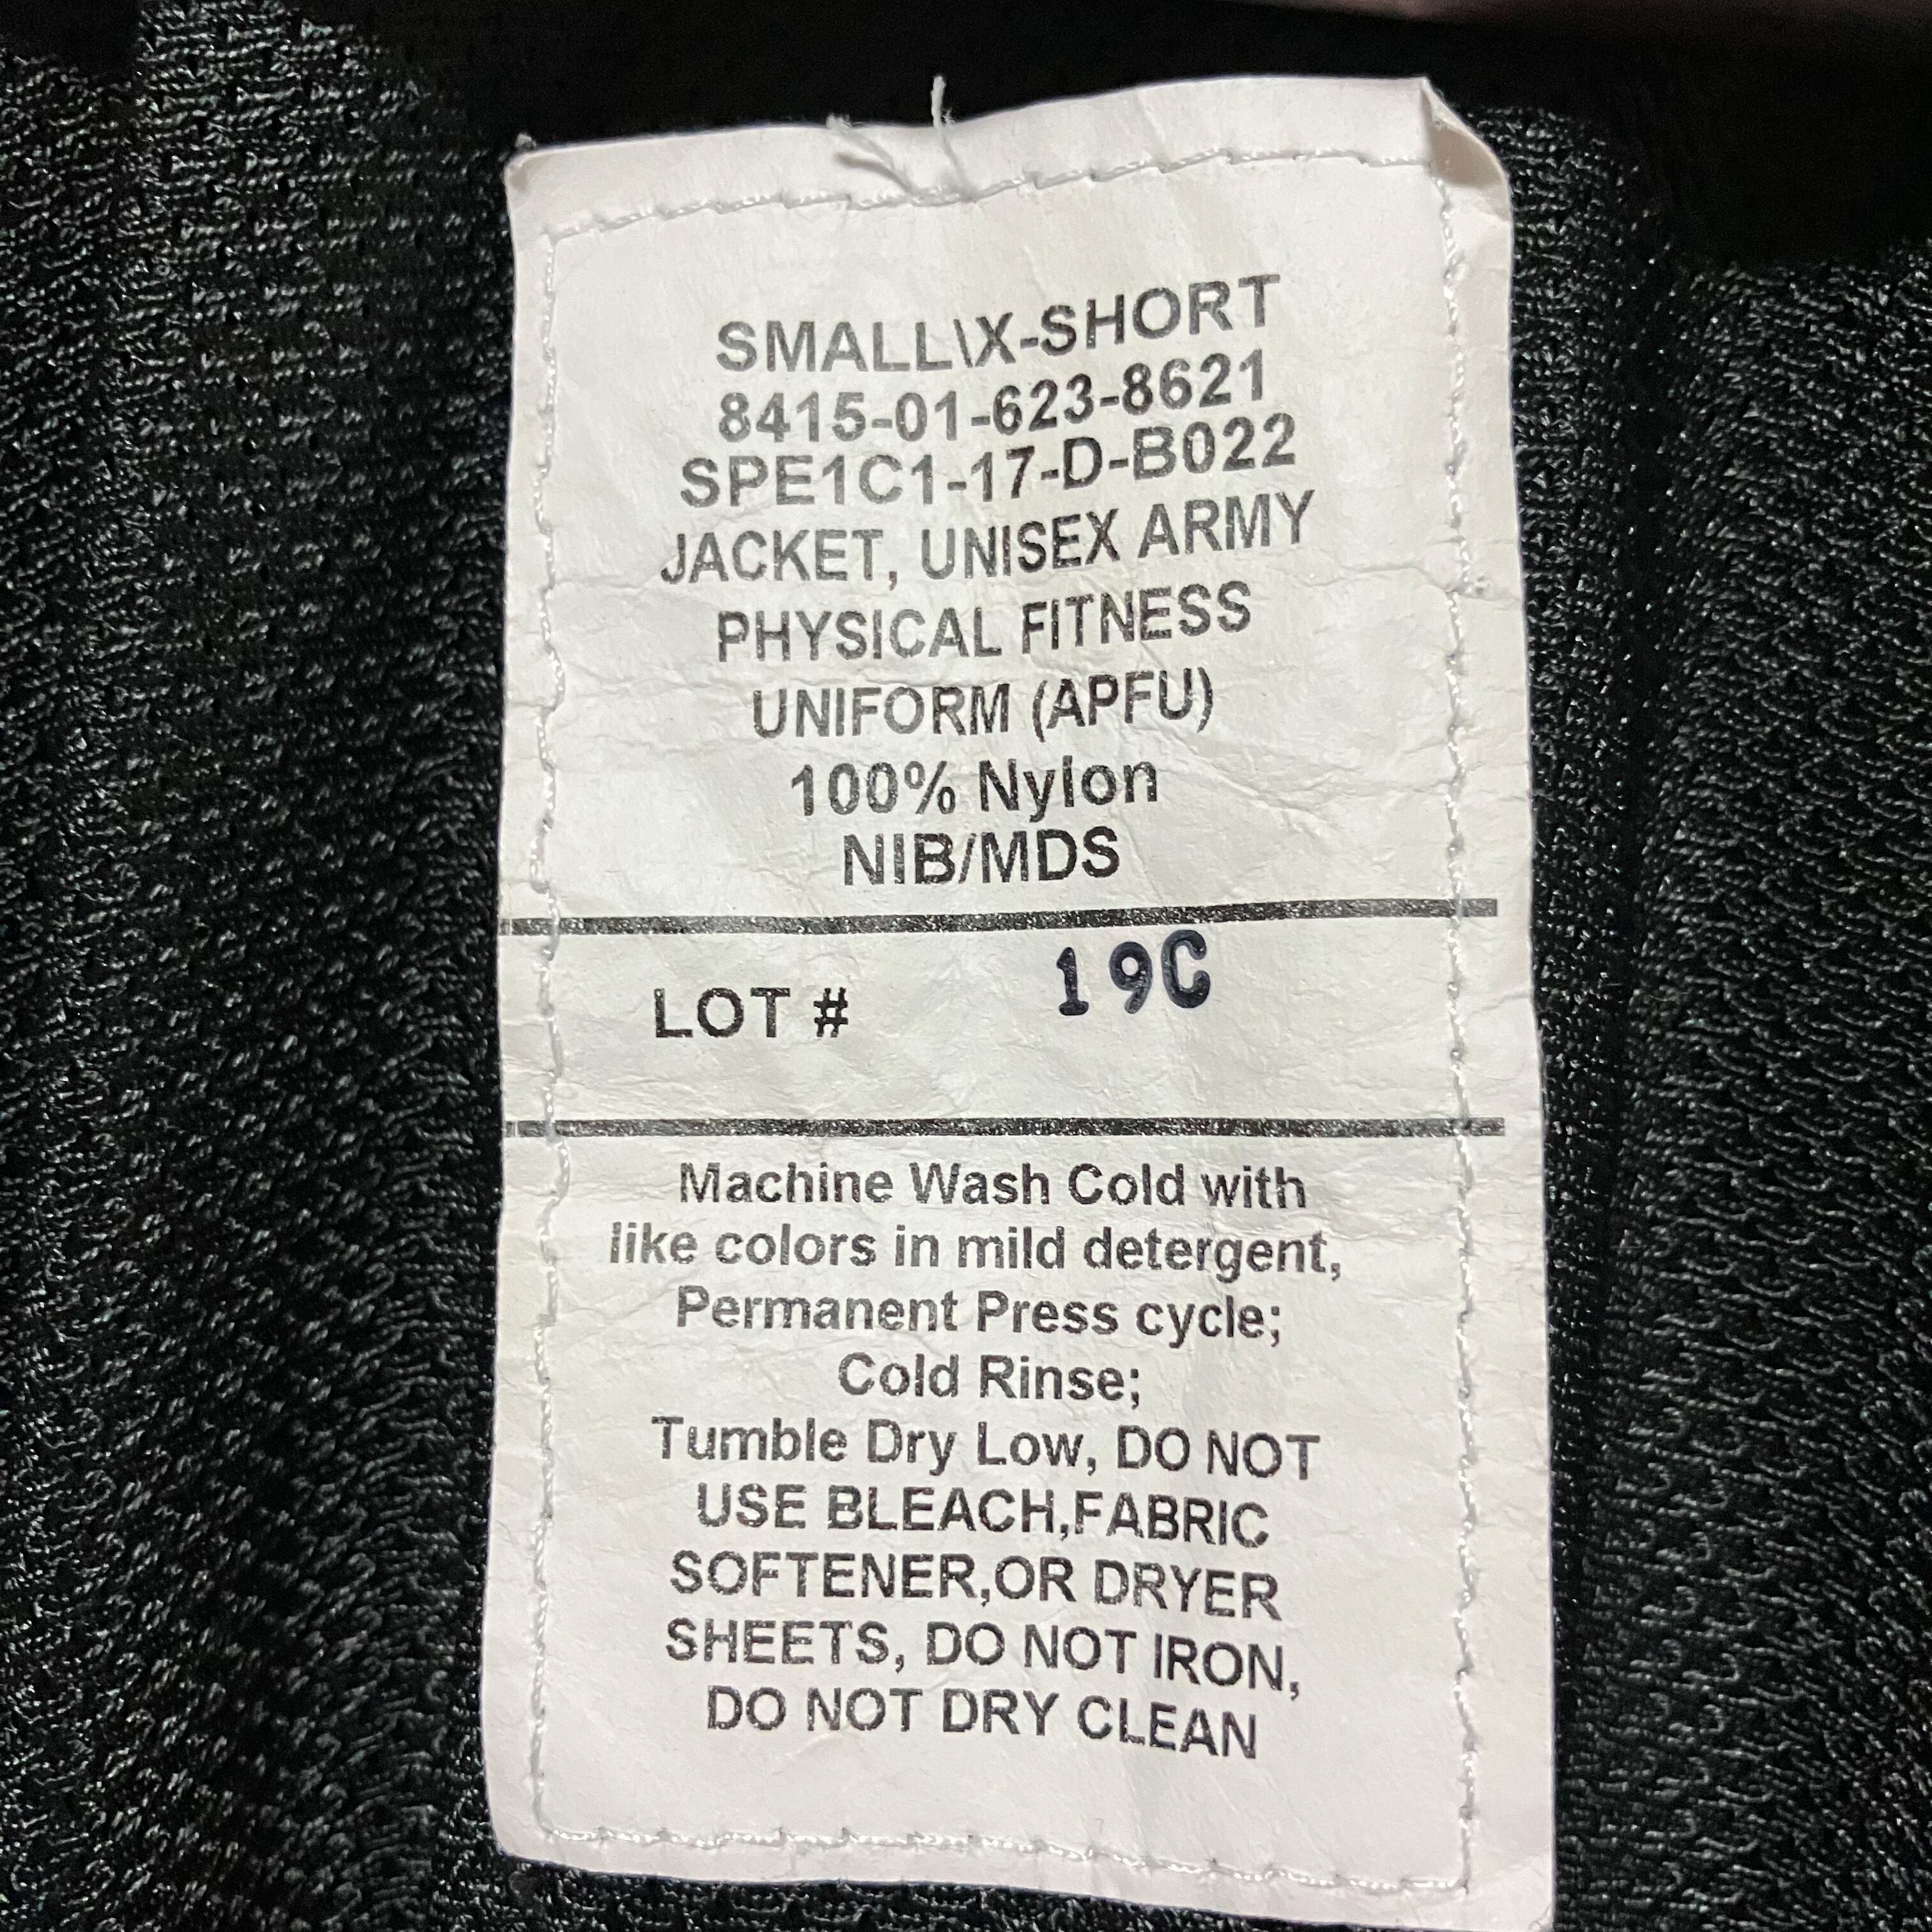 SMALL\X-SHORT
8415-01-623-8621
SPE1C1-17-D-B022
JACKET, UNISEX ARMY
PHYSICAL FITNESS
UNIFORM (APFU)
100% Nylon
NIB/MDS
LOT # 19C
Machine Wash Cold with
like colors in mild detergent,
Permanent Press cycle;
Cold Rinse;
Tumble Dry Low, DO NOT
USE BLEACH,FABRIC
SOFTENER,OR DRYER
SHEETS, DO NOT IRON,
DO NOT DRY CLEAN